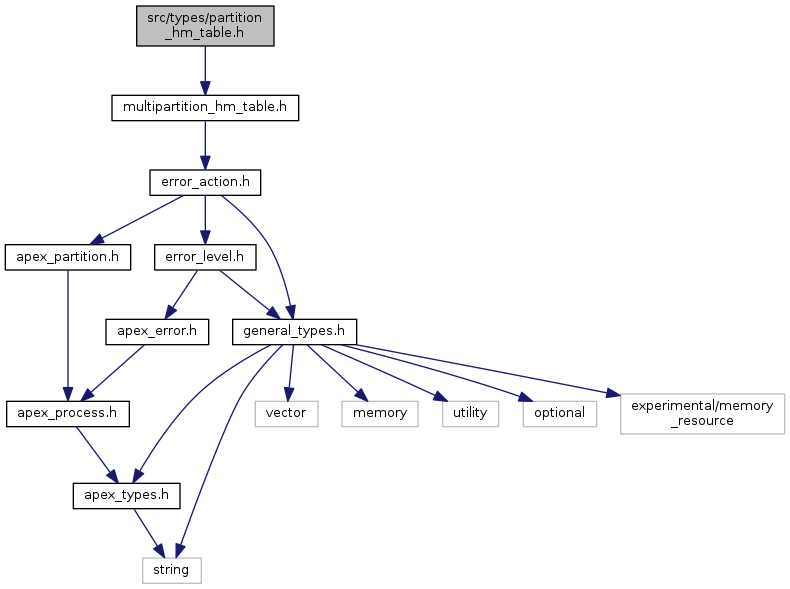 src/types/partition
_hm_table.h
multipartition_hm_table.h
error_action.h
apex_partition.h
error_level.h
apex_error.h
general_types.h
apex_process.h
vector
memory
utility
optional
experimental/memory
_resource
apex_types.h
string